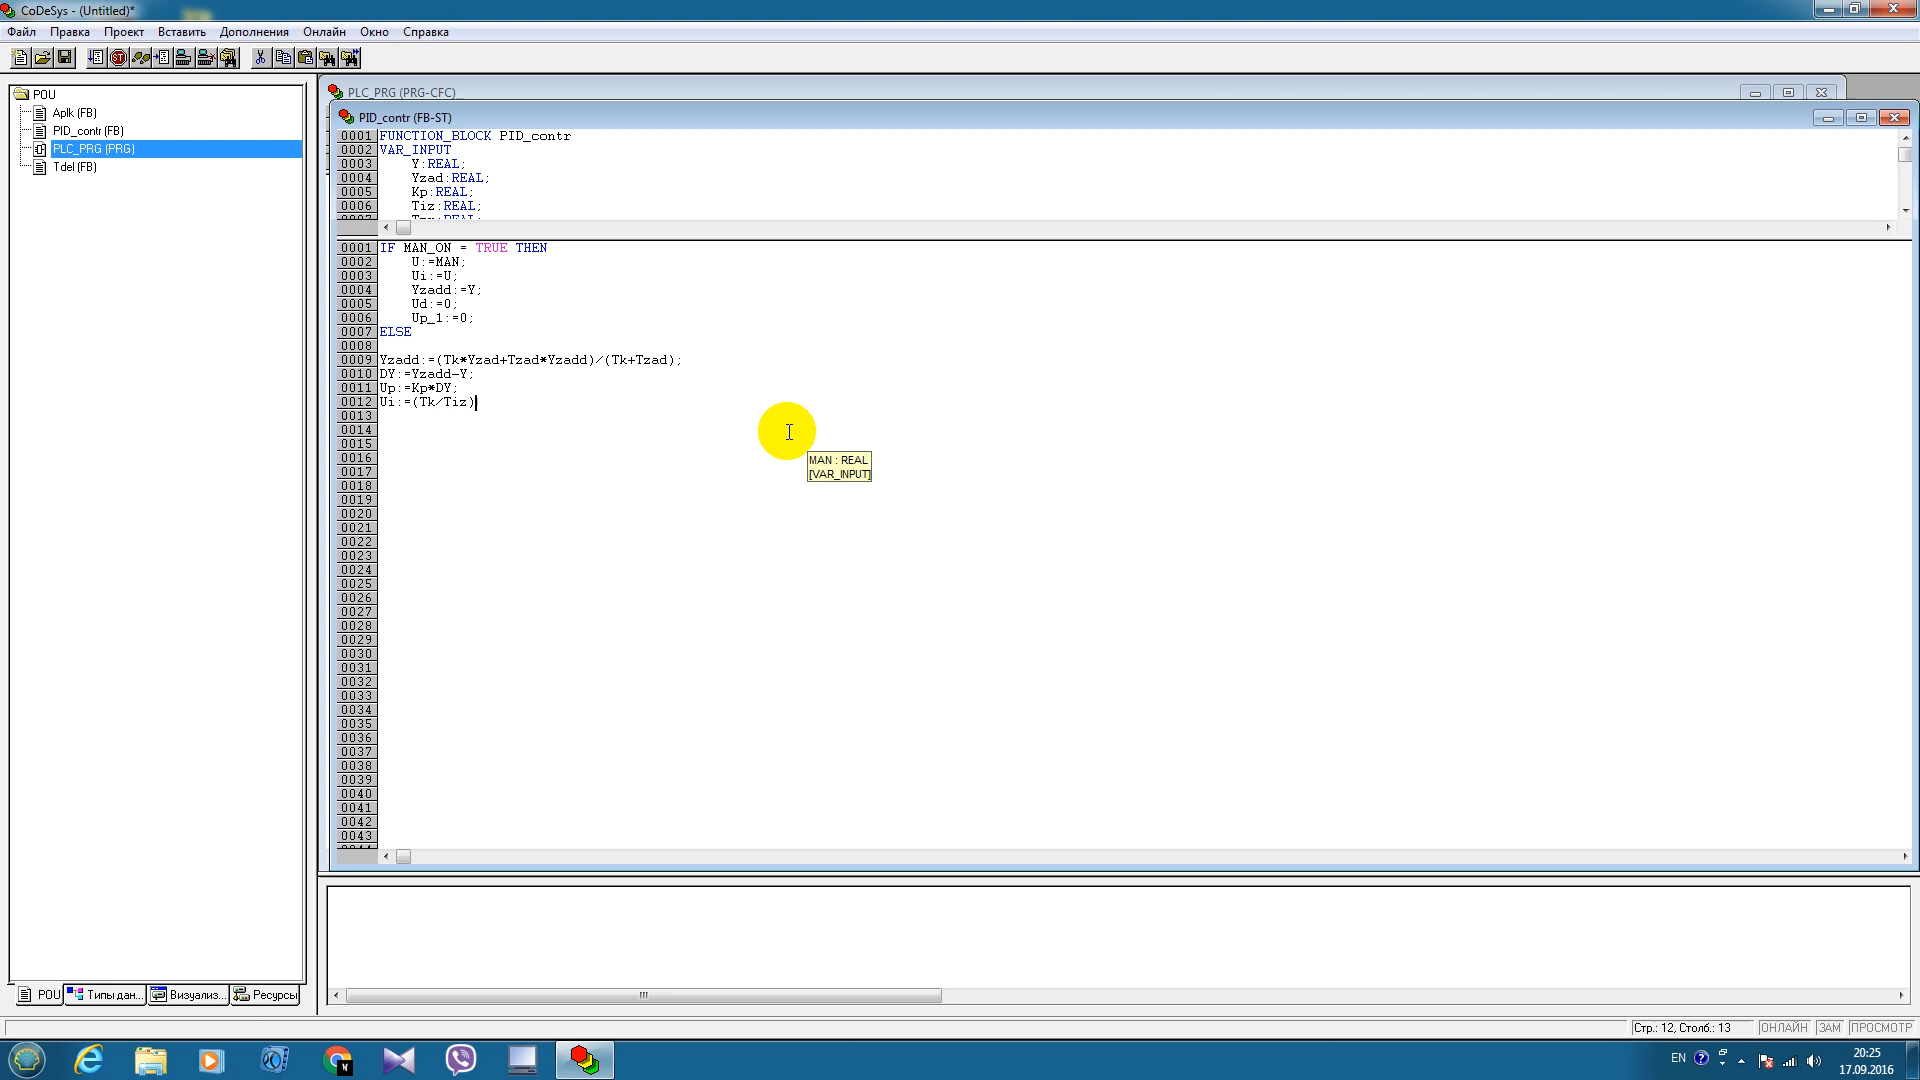 CoDeSys - (Untitled)*
Файл Правка Проект Вставить Дополнения Онлайн Окно Справка
POU
Aplk (FB)
PID_contr (FB)
PLC_PRG (PRG)
Tdel (FB)
PLC_PRG (PRG-CFC)
PID_contr (FB-ST)
0001 FUNCTION_BLOCK PID_contr
0002 VAR_INPUT
0003 Y:REAL;
0004 Yzad:REAL;
0005 Kp:REAL;
0006 Tiz:REAL;
0001 IF MAN_ON = TRUE THEN
0002 U:=MAN;
0003 Ui:=U;
0004 Yzadd:=Y;
0005 Ud:=0;
0006 Up_1:=0;
0007 ELSE
0008
0009 Yzadd:=(Tk*Yzad+Tzad*Yzadd)/(Tk+Tzad);
0010 DY:=Yzadd-Y;
0011 Up:=Kp*DY;
0012 Ui:=(Tk/Tiz)
0013
0014
0015
0016
0017
0018
0019
0020
0021
0022
0023
0024
0025
0026
0027
0028
0029
0030
0031
0032
0033
0034
0035
0036
0037
0038
0039
0040
0041
0042
0043
MAN : REAL
[VAR_INPUT]
POU Типы дан... Визуализ... Ресурсы
Стр.: 12, Столб.: 13 ОНЛАЙН ЗАМ ПРОСМОТР
EN 20:25
17.09.2016